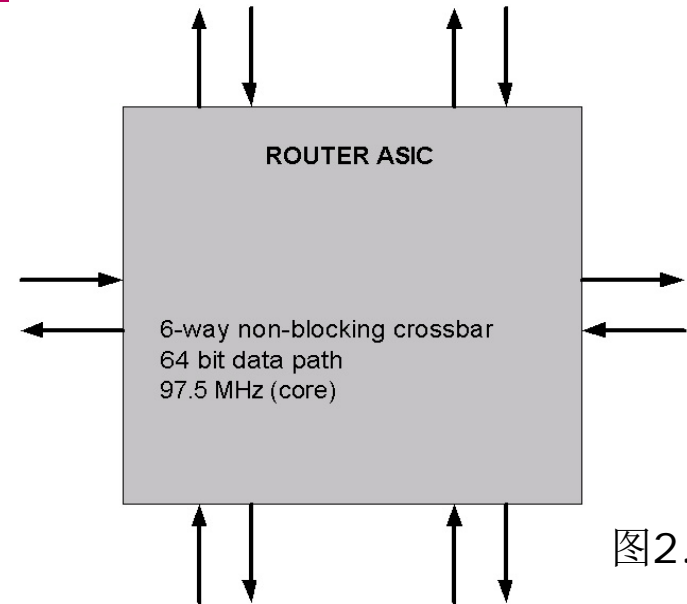 ROUTER ASIC
6-way non-blocking crossbar
64 bit data path
97.5 MHz (core)
图2.